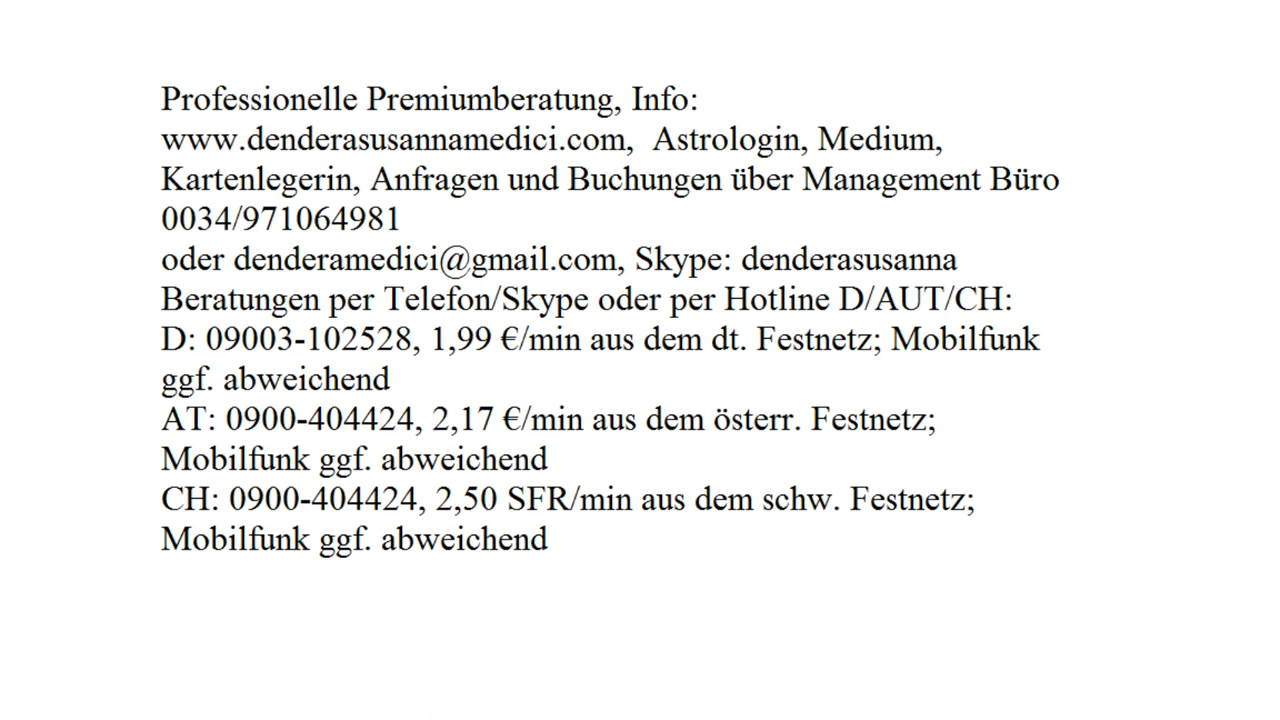 Professionelle Premiumberatung, Info:
www.denderasusannamedici.com,  Astrologin, Medium,
Kartenlegerin, Anfragen und Buchungen über Management Büro
0034/971064981
oder denderamedici@gmail.com, Skype: denderasusanna
Beratungen per Telefon/Skype oder per Hotline D/AUT/CH:
D: 09003-102528, 1,99 €/min aus dem dt. Festnetz; Mobilfunk
ggf. abweichend
AT: 0900-404424, 2,17 €/min aus dem österr. Festnetz;
Mobilfunk ggf. abweichend
CH: 0900-404424, 2,50 SFR/min aus dem schw. Festnetz;
Mobilfunk ggf. abweichend